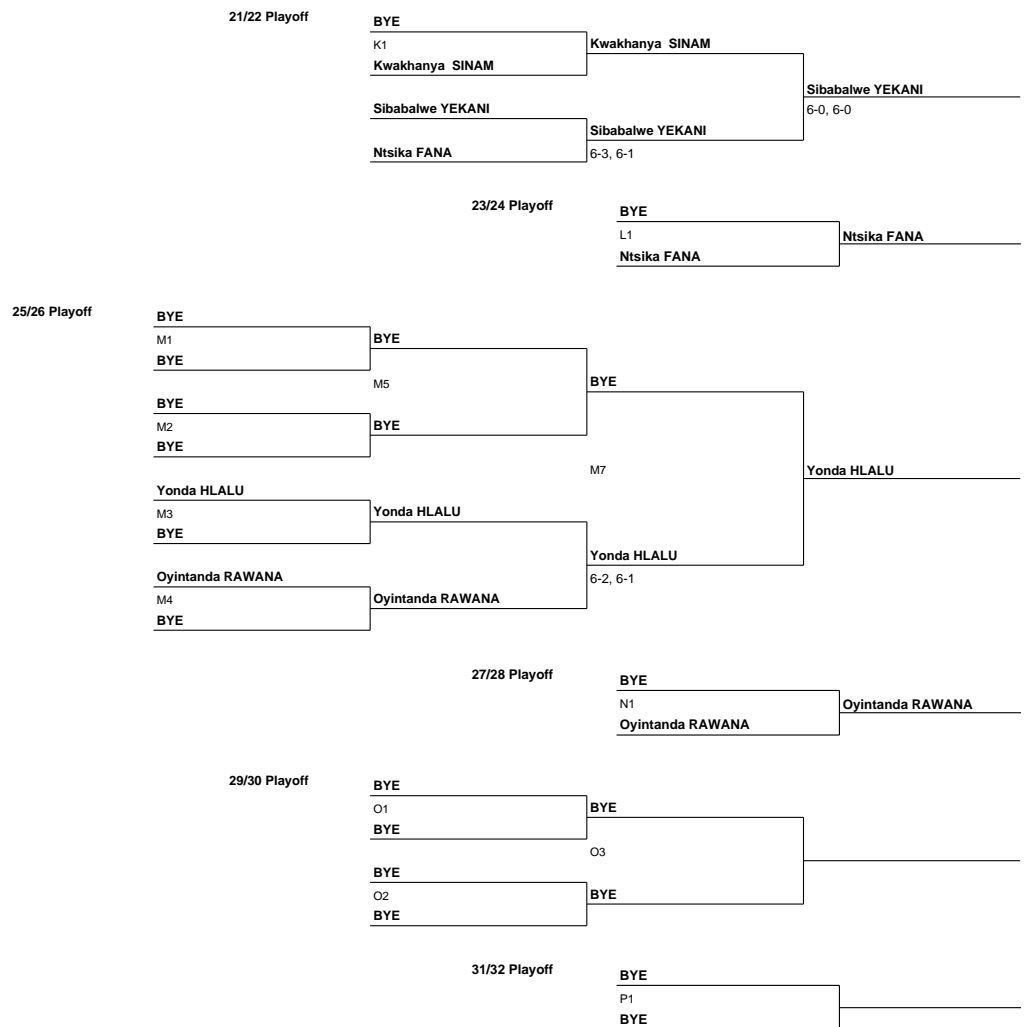 21/22 Playoff
BYE
K1
Kwakhanya  SINAM
Kwakhanya  SINAM
Sibabalwe YEKANI
6-0, 6-0
Sibabalwe YEKANI
Sibabalwe YEKANI
6-3, 6-1
Ntsika FANA
23/24 Playoff
BYE
L1
Ntsika FANA
Ntsika FANA
25/26 Playoff
BYE
M1
BYE
BYE
M5
BYE
BYE
M2
BYE
BYE
M7
Yonda HLALU
Yonda HLALU
M3
BYE
Yonda HLALU
Yonda HLALU
6-2, 6-1
Oyintanda RAWANA
M4
BYE
Oyintanda RAWANA
27/28 Playoff
BYE
N1
Oyintanda RAWANA
Oyintanda RAWANA
29/30 Playoff
BYE
O1
BYE
BYE
O3
BYE
O2
BYE
BYE
31/32 Playoff
BYE
P1
BYE